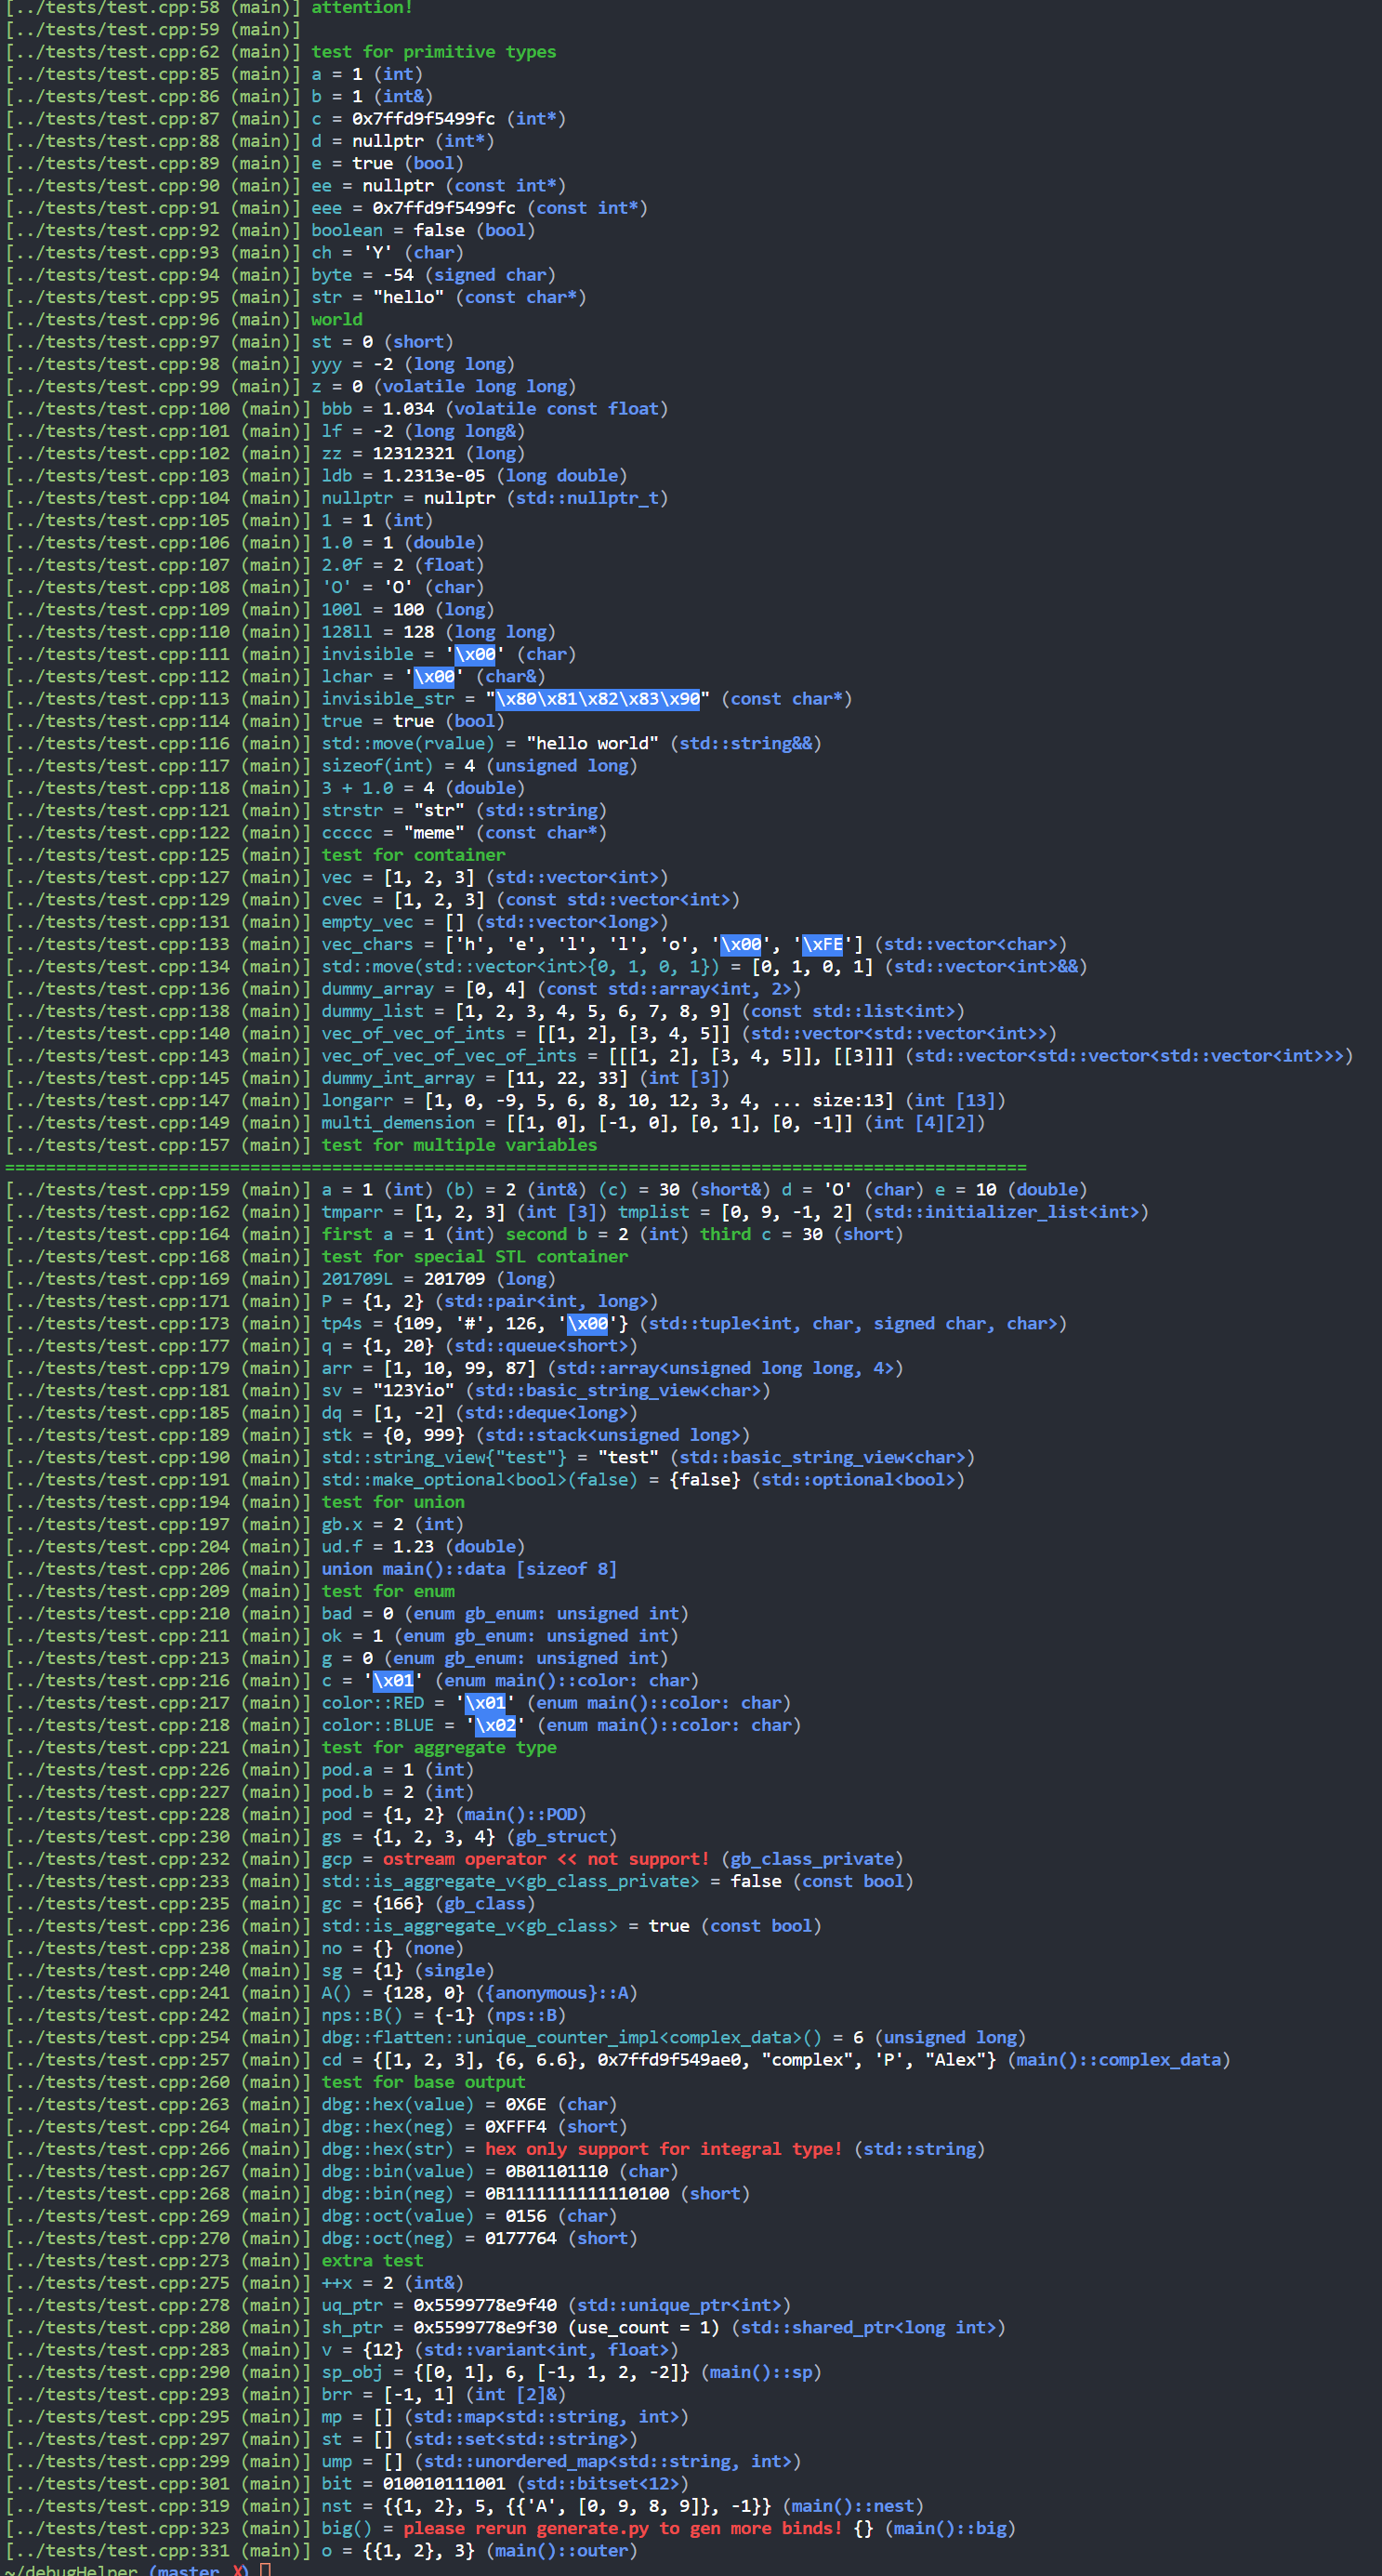 [../tests/test.cpp:58 (main)] attention!
[../tests/test.cpp:59 (main)]
[../tests/test.cpp:62 (main)] test for primitive types
[../tests/test.cpp:85 (main)] a = 1 (int)
[../tests/test.cpp:86 (main)] b = 1 (int&)
[../tests/test.cpp:87 (main)] c = 0x7ffd9f5499fc (int*)
[../tests/test.cpp:88 (main)] d = nullptr (int*)
[../tests/test.cpp:89 (main)] e = true (bool)
[../tests/test.cpp:90 (main)] ee = nullptr (const int*)
[../tests/test.cpp:91 (main)] eee = 0x7ffd9f5499fc (const int*)
[../tests/test.cpp:92 (main)] boolean = false (bool)
[../tests/test.cpp:93 (main)] ch = 'Y' (char)
[../tests/test.cpp:94 (main)] byte = -54 (signed char)
[../tests/test.cpp:95 (main)] str = "hello" (const char*)
[../tests/test.cpp:96 (main)] world
[../tests/test.cpp:97 (main)] st = 0 (short)
[../tests/test.cpp:98 (main)] yyy = -2 (long long)
[../tests/test.cpp:99 (main)] z = 0 (volatile long long)
[../tests/test.cpp:100 (main)] bbb = 1.034 (volatile const float)
[../tests/test.cpp:101 (main)] lf = -2 (long long&)
[../tests/test.cpp:102 (main)] zz = 12312321 (long)
[../tests/test.cpp:103 (main)] ldb = 1.2313e-05 (long double)
[../tests/test.cpp:104 (main)] nullptr = nullptr (std::nullptr_t)
[../tests/test.cpp:105 (main)] 1 = 1 (int)
[../tests/test.cpp:106 (main)] 1.0 = 1 (double)
[../tests/test.cpp:107 (main)] 2.0f = 2 (float)
[../tests/test.cpp:108 (main)] 'O' = 'O' (char)
[../tests/test.cpp:109 (main)] 100l = 100 (long)
[../tests/test.cpp:110 (main)] 128ll = 128 (long long)
[../tests/test.cpp:111 (main)] invisible = '\x00' (char)
[../tests/test.cpp:112 (main)] lchar = '\x00' (char&)
[../tests/test.cpp:113 (main)] invisible_str = "\x80\x81\x82\x83\x90" (const char*)
[../tests/test.cpp:114 (main)] true = true (bool)
[../tests/test.cpp:116 (main)] std::move(rvalue) = "hello world" (std::string&&)
[../tests/test.cpp:117 (main)] sizeof(int) = 4 (unsigned long)
[../tests/test.cpp:118 (main)] 3 + 1.0 = 4 (double)
[../tests/test.cpp:121 (main)] strstr = "str" (std::string)
[../tests/test.cpp:122 (main)] ccccc = "meme" (const char*)
[../tests/test.cpp:125 (main)] test for container
[../tests/test.cpp:127 (main)] vec = [1, 2, 3] (std::vector<int>)
[../tests/test.cpp:129 (main)] cvec = [1, 2, 3] (const std::vector<int>)
[../tests/test.cpp:131 (main)] empty_vec = [] (std::vector<long>)
[../tests/test.cpp:133 (main)] vec_chars = ['h', 'e', 'l', 'l', 'o', '\x00', '\xFE'] (std::vector<char>)
[../tests/test.cpp:134 (main)] std::move(std::vector<int>{0, 1, 0, 1}) = [0, 1, 0, 1] (std::vector<int>&&)
[../tests/test.cpp:136 (main)] dummy_array = [0, 4] (const std::array<int, 2>)
[../tests/test.cpp:138 (main)] dummy_list = [1, 2, 3, 4, 5, 6, 7, 8, 9] (const std::list<int>)
[../tests/test.cpp:140 (main)] vec_of_vec_of_ints = [[1, 2], [3, 4, 5]] (std::vector<std::vector<int>>)
[../tests/test.cpp:143 (main)] vec_of_vec_of_vec_of_ints = [[[1, 2], [3, 4, 5]], [[3]]] (std::vector<std::vector<std::vector<int>>>)
[../tests/test.cpp:145 (main)] dummy_int_array = [11, 22, 33] (int [3])
[../tests/test.cpp:147 (main)] longarr = [1, 0, -9, 5, 6, 8, 10, 12, 3, 4, ... size:13] (int [13])
[../tests/test.cpp:149 (main)] multi_demension = [[1, 0], [-1, 0], [0, 1], [0, -1]] (int [4][2])
[../tests/test.cpp:157 (main)] test for multiple variables
====================================================================================================
[../tests/test.cpp:159 (main)] a = 1 (int) (b) = 2 (int&) (c) = 30 (short&) d = 'O' (char) e = 10 (double)
[../tests/test.cpp:162 (main)] tmparr = [1, 2, 3] (int [3]) tmplist = [0, 9, -1, 2] (std::initializer_list<int>)
[../tests/test.cpp:164 (main)] first a = 1 (int) second b = 2 (int) third c = 30 (short)
[../tests/test.cpp:168 (main)] test for special STL container
[../tests/test.cpp:169 (main)] 201709L = 201709 (long)
[../tests/test.cpp:171 (main)] P = {1, 2} (std::pair<int, long>)
[../tests/test.cpp:173 (main)] tp4s = {109, '#', 126, '\x00'} (std::tuple<int, char, signed char, char>)
[../tests/test.cpp:177 (main)] q = {1, 20} (std::queue<short>)
[../tests/test.cpp:179 (main)] arr = [1, 10, 99, 87] (std::array<unsigned long long, 4>)
[../tests/test.cpp:181 (main)] sv = "123Yio" (std::basic_string_view<char>)
[../tests/test.cpp:185 (main)] dq = [1, -2] (std::deque<long>)
[../tests/test.cpp:189 (main)] stk = {0, 999} (std::stack<unsigned long>)
[../tests/test.cpp:190 (main)] std::string_view{"test"} = "test" (std::basic_string_view<char>)
[../tests/test.cpp:191 (main)] std::make_optional<bool>(false) = {false} (std::optional<bool>)
[../tests/test.cpp:194 (main)] test for union
[../tests/test.cpp:197 (main)] gb.x = 2 (int)
[../tests/test.cpp:204 (main)] ud.f = 1.23 (double)
[../tests/test.cpp:206 (main)] union main()::data [sizeof 8]
[../tests/test.cpp:209 (main)] test for enum
[../tests/test.cpp:210 (main)] bad = 0 (enum gb_enum: unsigned int)
[../tests/test.cpp:211 (main)] ok = 1 (enum gb_enum: unsigned int)
[../tests/test.cpp:213 (main)] g = 0 (enum gb_enum: unsigned int)
[../tests/test.cpp:216 (main)] c = '\x01' (enum main()::color: char)
[../tests/test.cpp:217 (main)] color::RED = '\x01' (enum main()::color: char)
[../tests/test.cpp:218 (main)] color::BLUE = '\x02' (enum main()::color: char)
[../tests/test.cpp:221 (main)] test for aggregate type
[../tests/test.cpp:226 (main)] pod.a = 1 (int)
[../tests/test.cpp:227 (main)] pod.b = 2 (int)
[../tests/test.cpp:228 (main)] pod = {1, 2} (main()::POD)
[../tests/test.cpp:230 (main)] gs = {1, 2, 3, 4} (gb_struct)
[../tests/test.cpp:232 (main)] gcp = ostream operator << not support! (gb_class_private)
[../tests/test.cpp:233 (main)] std::is_aggregate_v<gb_class_private> = false (const bool)
[../tests/test.cpp:235 (main)] gc = {166} (gb_class)
[../tests/test.cpp:236 (main)] std::is_aggregate_v<gb_class> = true (const bool)
[../tests/test.cpp:238 (main)] no = {} (none)
[../tests/test.cpp:240 (main)] sg = {1} (single)
[../tests/test.cpp:241 (main)] A() = {128, 0} ({anonymous}::A)
[../tests/test.cpp:242 (main)] nps::B() = {-1} (nps::B)
[../tests/test.cpp:254 (main)] dbg::flatten::unique_counter_impl<complex_data>() = 6 (unsigned long)
[../tests/test.cpp:257 (main)] cd = {[1, 2, 3], {6, 6.6}, 0x7ffd9f549ae0, "complex", 'P', "Alex"} (main()::complex_data)
[../tests/test.cpp:260 (main)] test for base output
[../tests/test.cpp:263 (main)] dbg::hex(value) = 0X6E (char)
[../tests/test.cpp:264 (main)] dbg::hex(neg) = 0XFFF4 (short)
[../tests/test.cpp:266 (main)] dbg::hex(str) = hex only support for integral type! (std::string)
[../tests/test.cpp:267 (main)] dbg::bin(value) = 0B01101110 (char)
[../tests/test.cpp:268 (main)] dbg::bin(neg) = 0B1111111111110100 (short)
[../tests/test.cpp:269 (main)] dbg::oct(value) = 0156 (char)
[../tests/test.cpp:270 (main)] dbg::oct(neg) = 0177764 (short)
[../tests/test.cpp:273 (main)] extra test
[../tests/test.cpp:275 (main)] ++x = 2 (int&)
[../tests/test.cpp:278 (main)] uq_ptr = 0x5599778e9f40 (std::unique_ptr<int>)
[../tests/test.cpp:280 (main)] sh_ptr = 0x5599778e9f30 (use_count = 1) (std::shared_ptr<long int>)
[../tests/test.cpp:283 (main)] v = {12} (std::variant<int, float>)
[../tests/test.cpp:290 (main)] sp_obj = {[0, 1], 6, [-1, 1, 2, -2]} (main()::sp)
[../tests/test.cpp:293 (main)] brr = [-1, 1] (int [2]&)
[../tests/test.cpp:295 (main)] mp = [] (std::map<std::string, int>)
[../tests/test.cpp:297 (main)] st = [] (std::set<std::string>)
[../tests/test.cpp:299 (main)] ump = [] (std::unordered_map<std::string, int>)
[../tests/test.cpp:301 (main)] bit = 010010111001 (std::bitset<12>)
[../tests/test.cpp:319 (main)] nst = {{1, 2}, 5, {{'A', [0, 9, 8, 9]}, -1}} (main()::nest)
[../tests/test.cpp:323 (main)] big() = please rerun generate.py to gen more binds! {} (main()::big)
[../tests/test.cpp:331 (main)] o = {{1, 2}, 3} (main()::outer)
~/debugHelper (master ✗)